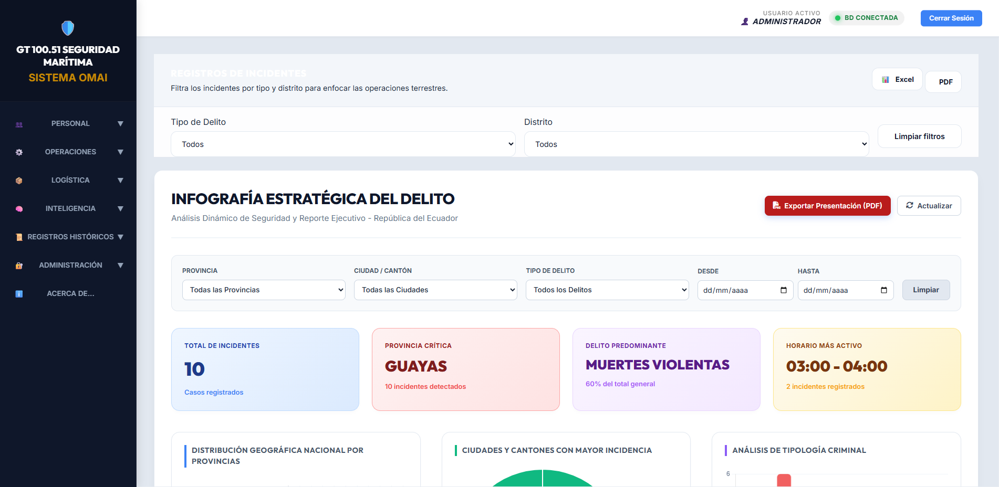 GT 100.51 SEGURIDAD
MARÍTIMA
SISTEMA OMAI
PERSONAL
OPERACIONES
LOGÍSTICA
INTELIGENCIA
REGISTROS HISTÓRICOS
ADMINISTRACIÓN
ACERCA DE...
USUARIO ACTIVO
ADMINISTRADOR
BD CONECTADA
Cerrar Sesión
REGISTROS DE INCIDENTES
Filtra los incidentes por tipo y distrito para enfocar las operaciones terrestres.
Excel
PDF
Tipo de Delito
Todos
Distrito
Todos
Limpiar filtros
INFOGRAFÍA ESTRATÉGICA DEL DELITO
Análisis Dinámico de Seguridad y Reporte Ejecutivo - República del Ecuador
Exportar Presentación (PDF)
Actualizar
PROVINCIA
Todas las Provincias
CIUDAD / CANTÓN
Todas las Ciudades
TIPO DE DELITO
Todos los Delitos
DESDE
dd/mm/aaaa
HASTA
dd/mm/aaaa
Limpiar
TOTAL DE INCIDENTES
10
Casos registrados
PROVINCIA CRÍTICA
GUAYAS
10 incidentes detectados
DELITO PREDOMINANTE
MUERTES VIOLENTAS
60% del total general
HORARIO MÁS ACTIVO
03:00 - 04:00
2 incidentes registrados
DISTRIBUCIÓN GEOGRÁFICA NACIONAL POR
PROVINCIAS
CIUDADES Y CANTONES CON MAYOR INCIDENCIA
ANÁLISIS DE TIPOLOGÍA CRIMINAL
6